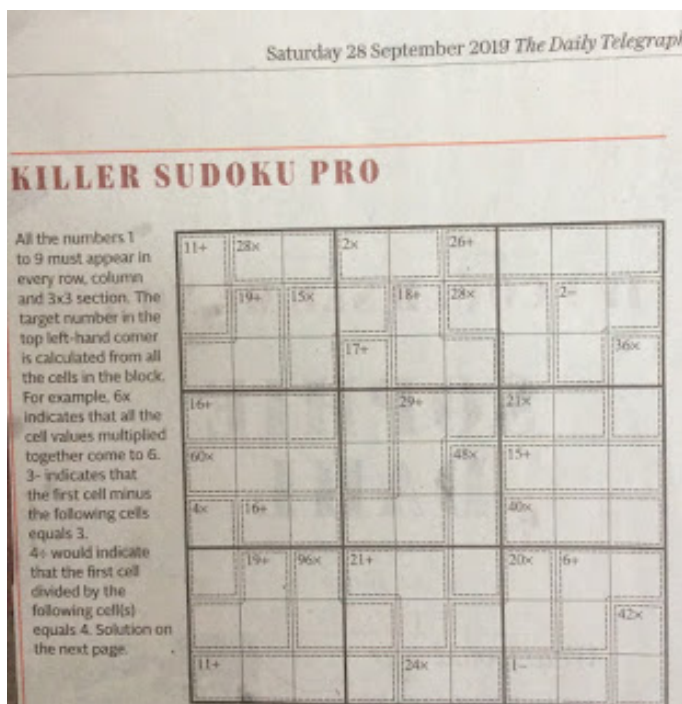 Saturday 28 September 2019 The Daily Telegraph
KILLER SUDOKU PRO
All the numbers 1
to 9 must appear in
every row, column
and 3x3 section. The
target number in the
top left-hand corner
is calculated from all
the cells in the block.
For example, 6x
indicates that all the
cell values multiplied
together come to 6.
3- indicates that
the first cell minus
the following cells
equals 3.
4÷ would indicate
that the first cell
divided by the
following cell(s)
equals 4. Solution on
the next page.
11+ 28x 2x 26+
19+ 15x 18+ 28x 2-
17+ 36x
16+ 29+ 21x
60x 48x 15+
4x 16+ 40x
19+ 96x 21+ 20x 6+
42x
11+ 24x 1-